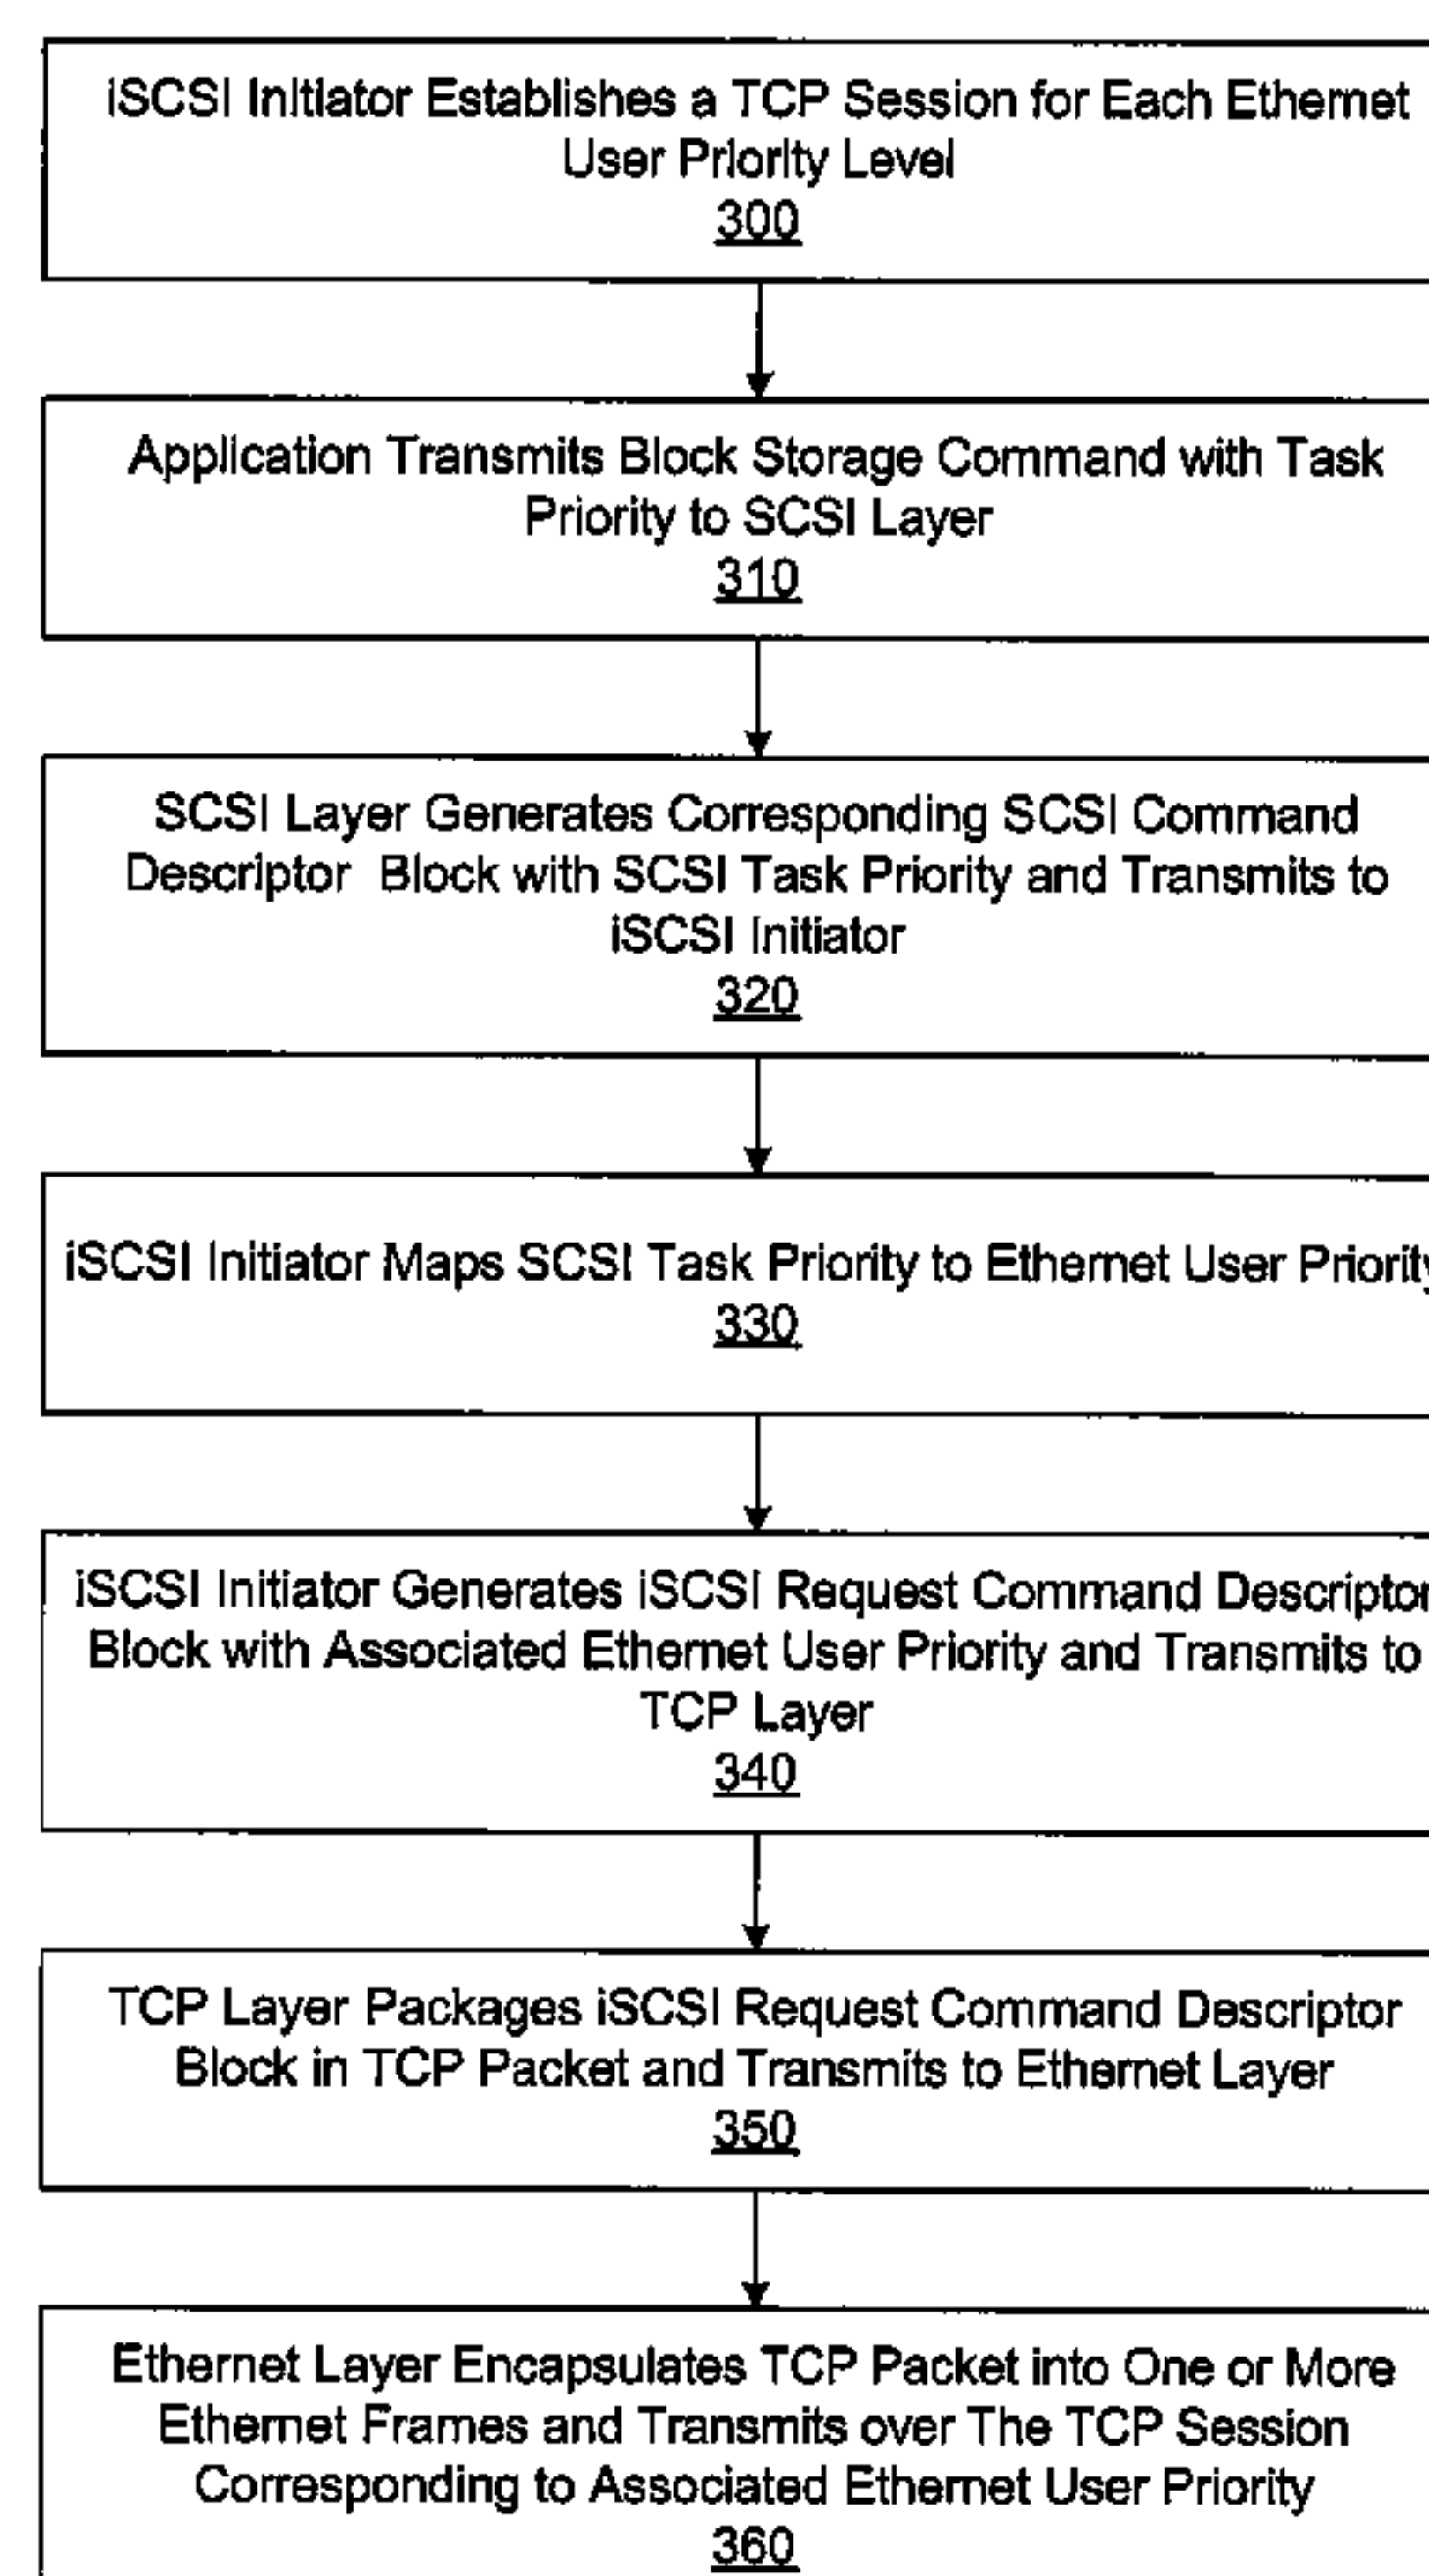 iSCSI Initiator Establishes a TCP Session for Each Ethernet
User Priority Level
300
Application Transmits Block Storage Command with Task
Priority to SCSI Layer
310
SCSI Layer Generates Corresponding SCSI Command
Descriptor Block with SCSI Task Priority and Transmits to
iSCSI Initiator
320
iSCSI Initiator Maps SCSI Task Priority to Ethernet User Priority
330
iSCSI Initiator Generates iSCSI Request Command Descriptor
Block with Associated Ethernet User Priority and Transmits to
TCP Layer
340
TCP Layer Packages iSCSI Request Command Descriptor
Block in TCP Packet and Transmits to Ethernet Layer
350
Ethernet Layer Encapsulates TCP Packet into One or More
Ethernet Frames and Transmits over The TCP Session
Corresponding to Associated Ethernet User Priority
360